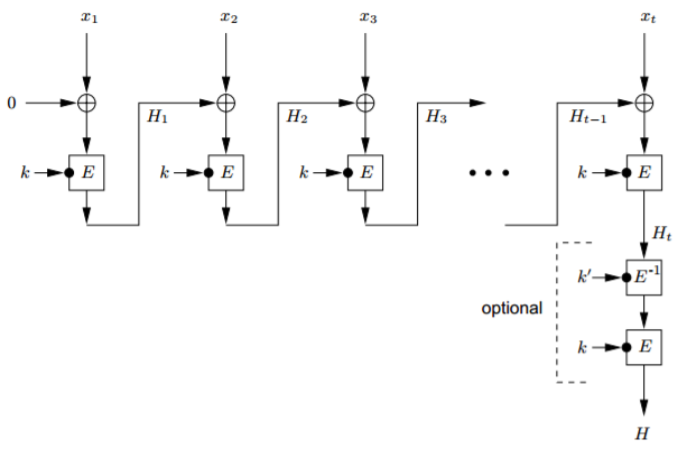 x₁ x₂ x₃ xₜ
0 H₁ H₂ H₃ Hₜ₋₁
k E k E k E • • • k E
Hₜ
k′ E⁻¹
optional
k E
H